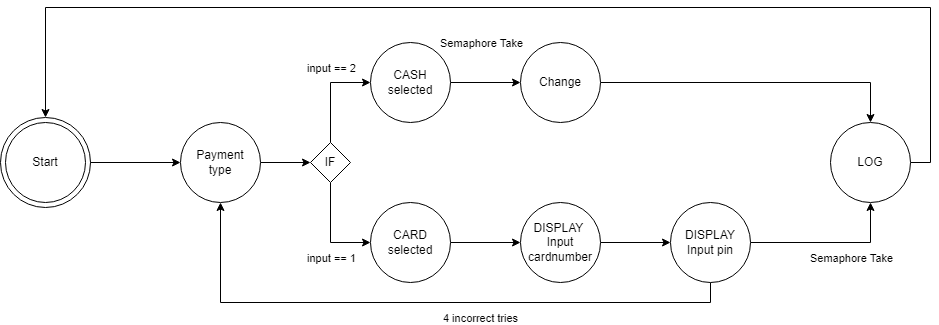 Semaphore Take
input == 2
CASH
selected
Change
Start
Payment
type
IF
LOG
CARD
selected
DISPLAY
Input
cardnumber
DISPLAY
Input pin
input == 1
Semaphore Take
4 incorrect tries